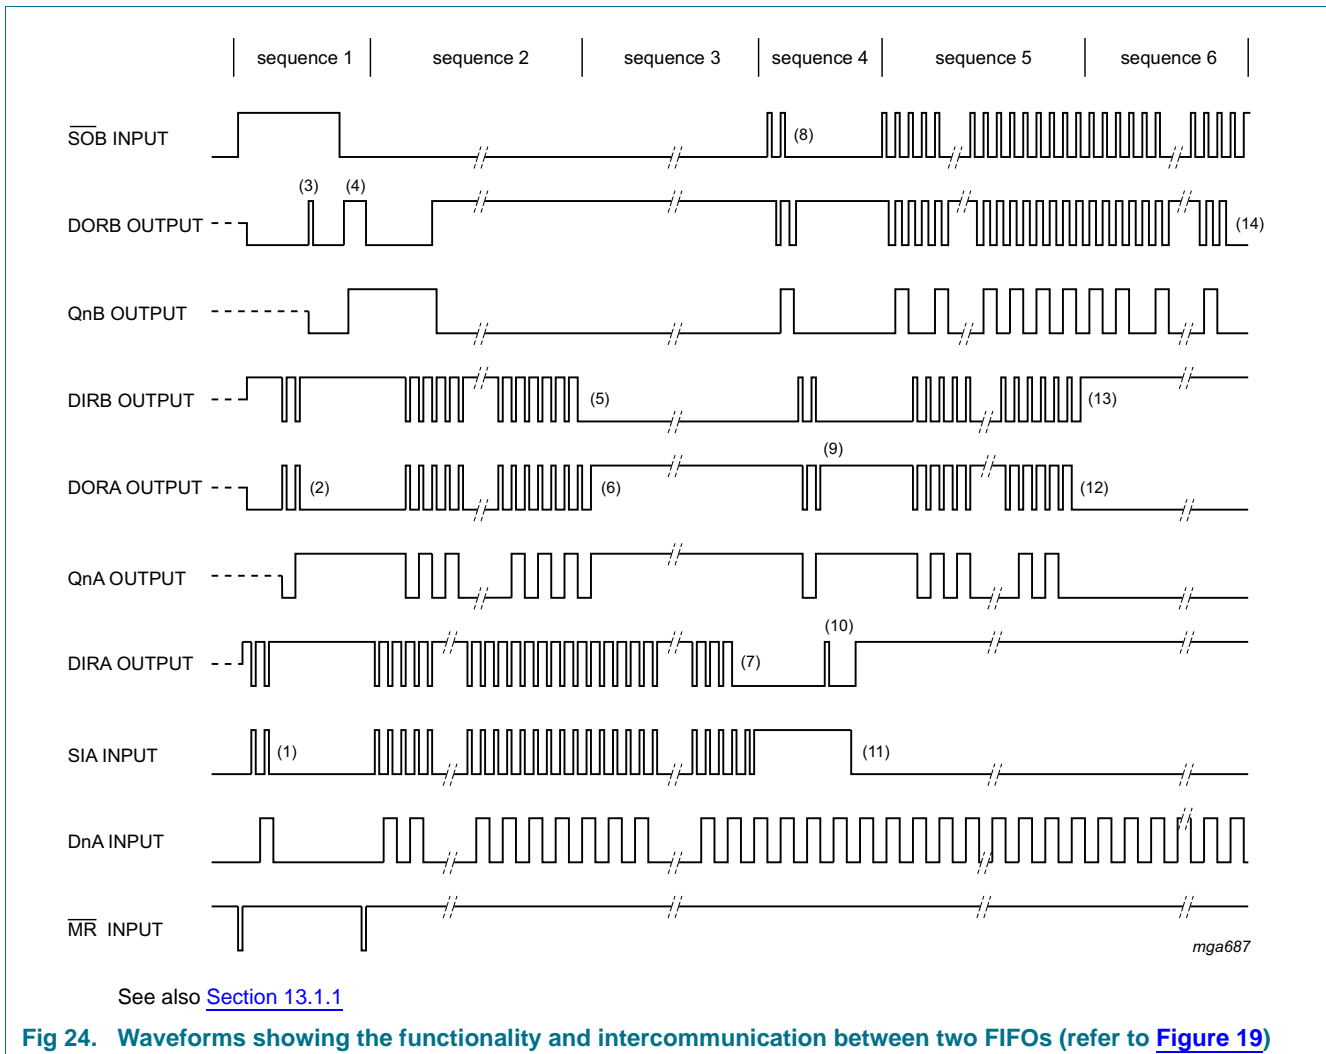 sequence 1 sequence 2 sequence 3 sequence 4 sequence 5 sequence 6
SOB INPUT (8)
(3) (4)
DORB OUTPUT (14)
QnB OUTPUT
DIRB OUTPUT (5) (13)
(9)
DORA OUTPUT (2) (6) (12)
QnA OUTPUT
(10)
DIRA OUTPUT (7)
SIA INPUT (1) (11)
DnA INPUT
MR INPUT
mga687
See also Section 13.1.1
Fig 24. Waveforms showing the functionality and intercommunication between two FIFOs (refer to Figure 19)